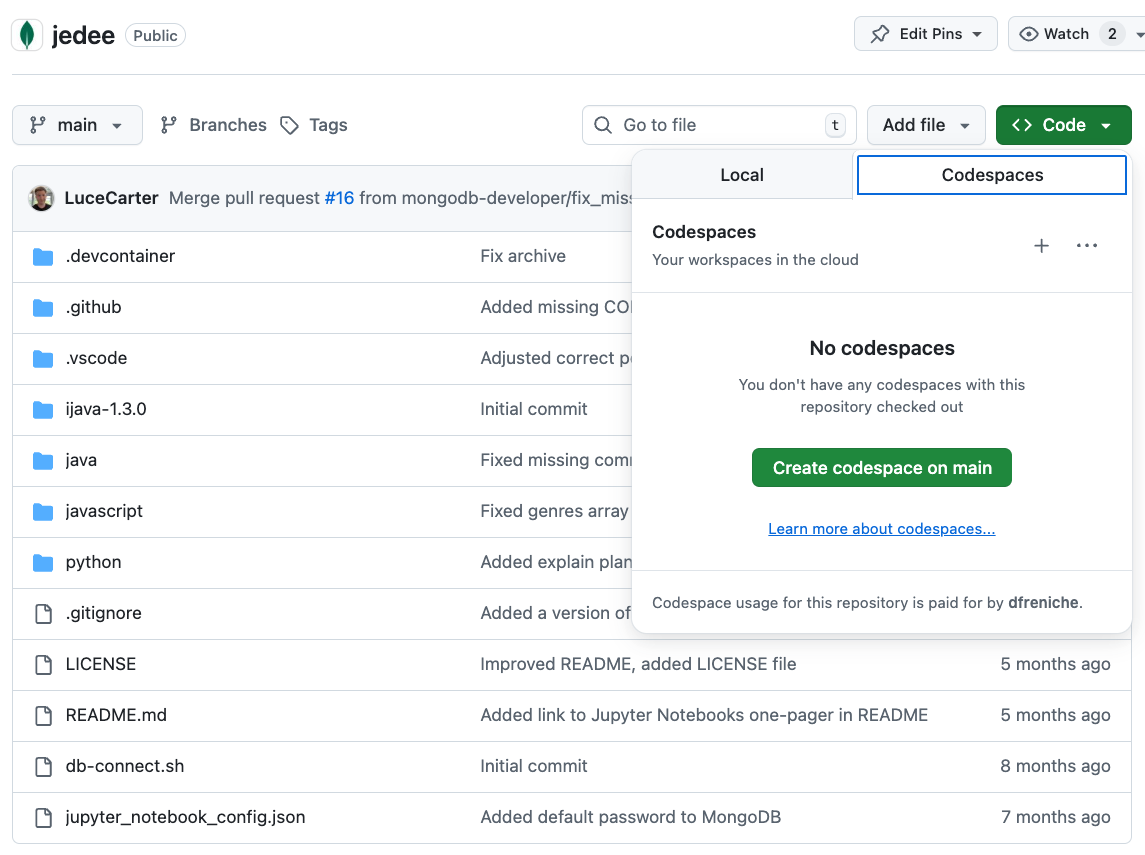 jedee Public Edit Pins Watch 2
main Branches Tags Go to file t Add file Code
Local Codespaces
LuceCarter Merge pull request #16 from mongodb-developer/fix_miss
Codespaces
Your workspaces in the cloud
.devcontainer Fix archive
.github Added missing
.vscode Adjusted correct
No codespaces
You don't have any codespaces with this
repository checked out
ijava-1.3.0 Initial commit
java Fixed missing
Create codespace on main
javascript Fixed genres array
Learn more about codespaces...
python Added explain plan
.gitignore Added a version of
Codespace usage for this repository is paid for by dfreniche.
LICENSE Improved README, added LICENSE file 5 months ago
README.md Added link to Jupyter Notebooks one-pager in README 5 months ago
db-connect.sh Initial commit 8 months ago
jupyter_notebook_config.json Added default password to MongoDB 7 months ago